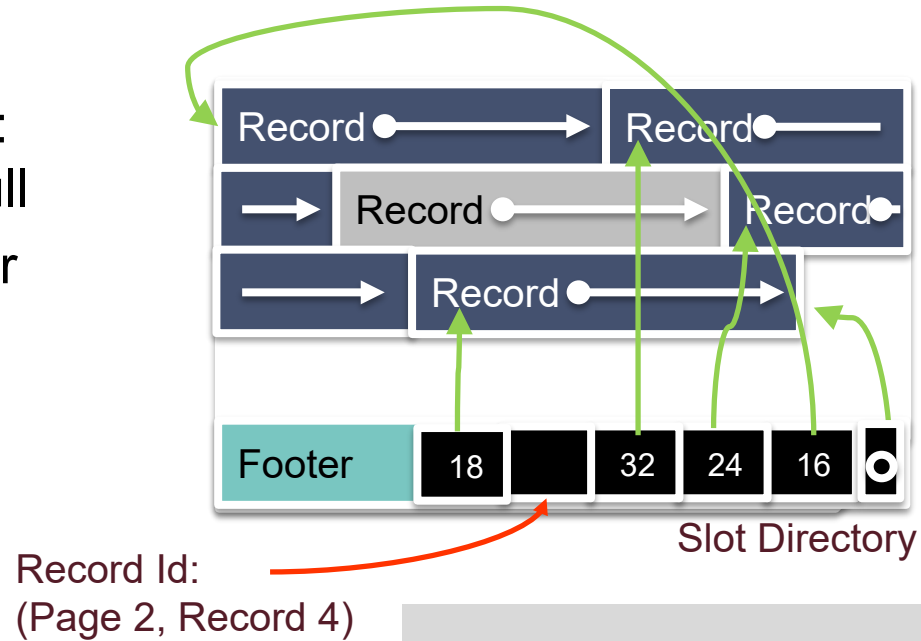 r
Record Record
Record Record
Record
Footer 18 32 24 16
Slot Directory
Record Id:
(Page 2, Record 4)